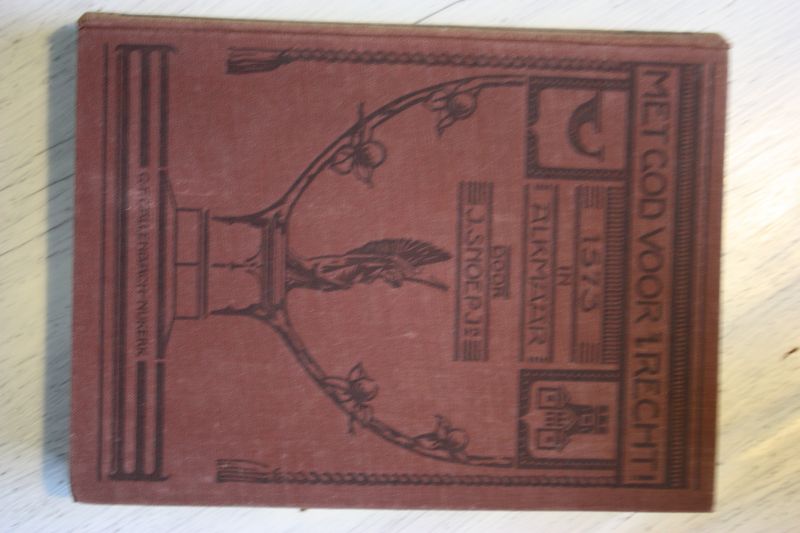 MET GOD VOOR 'T RECHT!
1573
IN
ALKMAAR
DOOR
J. SNOEP JR
G.F. CALLENBACH - NIJKERK